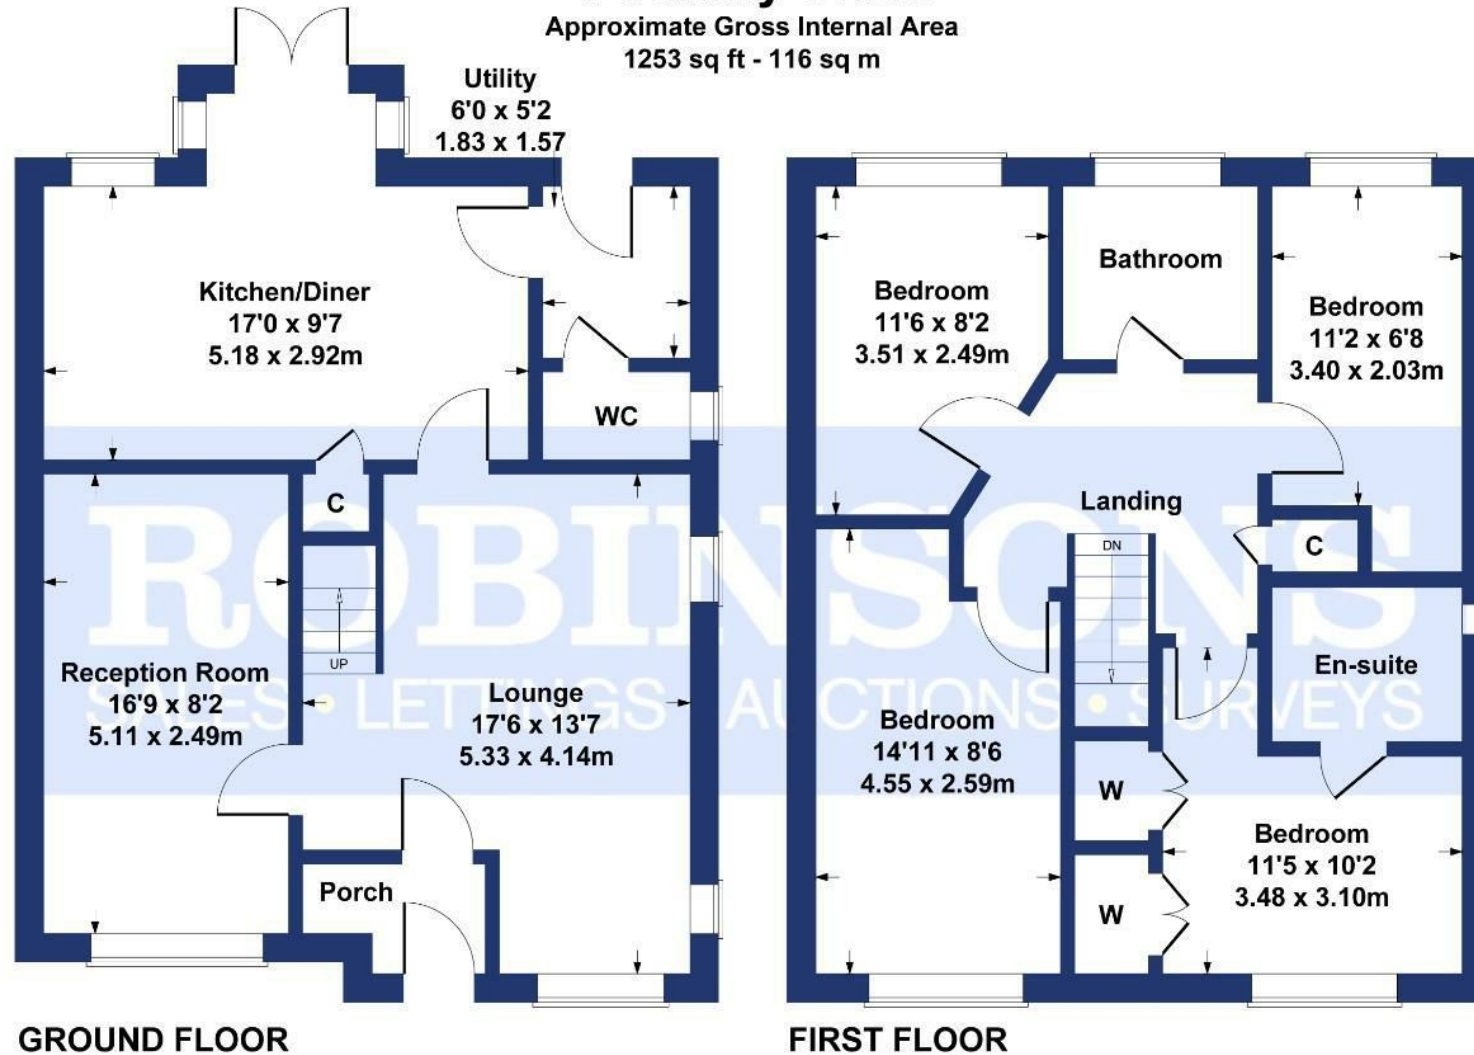 Approximate Gross Internal Area
1253 sq ft - 116 sq m
Utility
6'0 x 5'2
1.83 x 1.57
Kitchen/Diner
17'0 x 9'7
5.18 x 2.92m
WC
C
UP
Reception Room
16'9 x 8'2
5.11 x 2.49m
Lounge
17'6 x 13'7
5.33 x 4.14m
Porch
GROUND FLOOR
Bedroom
11'6 x 8'2
3.51 x 2.49m
Bathroom
Bedroom
11'2 x 6'8
3.40 x 2.03m
Landing
DN
C
En-suite
Bedroom
14'11 x 8'6
4.55 x 2.59m
W
W
Bedroom
11'5 x 10'2
3.48 x 3.10m
FIRST FLOOR
ROBINSONS
SALES • LETTINGS • AUCTIONS • SURVEYS